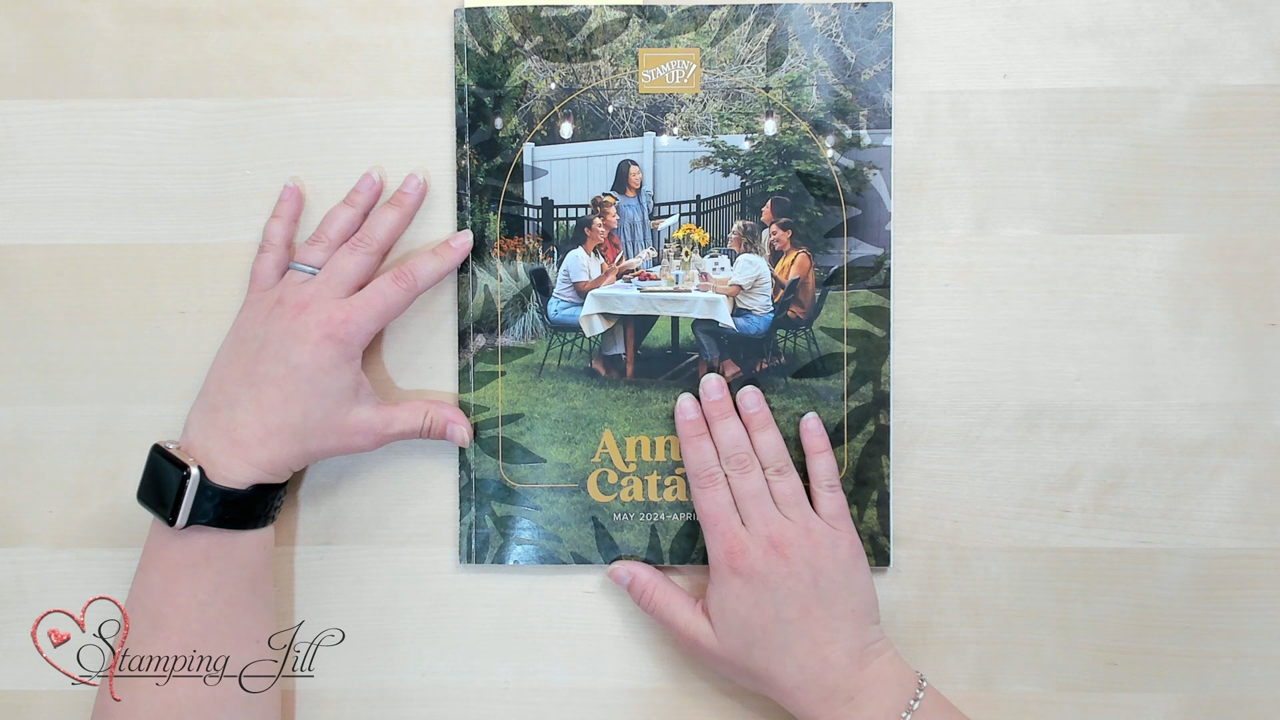 STAMPIN'
UP!
Ann
Cata
MAY 2024–APRI
Stamping Jill